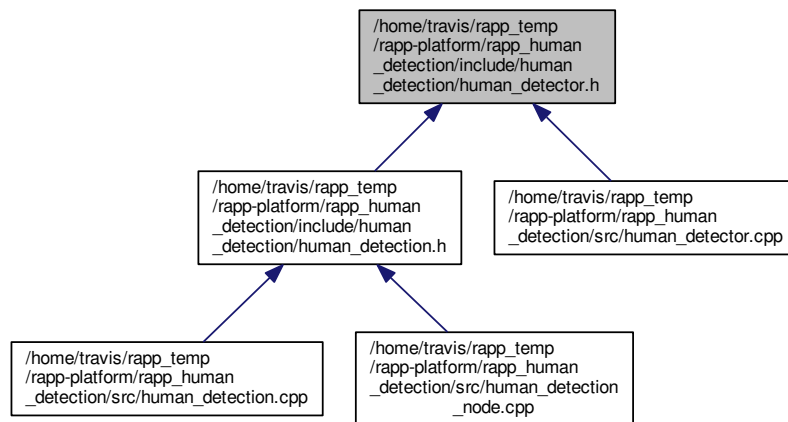 /home/travis/rapp_temp
/rapp-platform/rapp_human
_detection/include/human
_detection/human_detector.h
/home/travis/rapp_temp
/rapp-platform/rapp_human
_detection/include/human
_detection/human_detection.h
/home/travis/rapp_temp
/rapp-platform/rapp_human
_detection/src/human_detector.cpp
/home/travis/rapp_temp
/rapp-platform/rapp_human
_detection/src/human_detection.cpp
/home/travis/rapp_temp
/rapp-platform/rapp_human
_detection/src/human_detection
_node.cpp